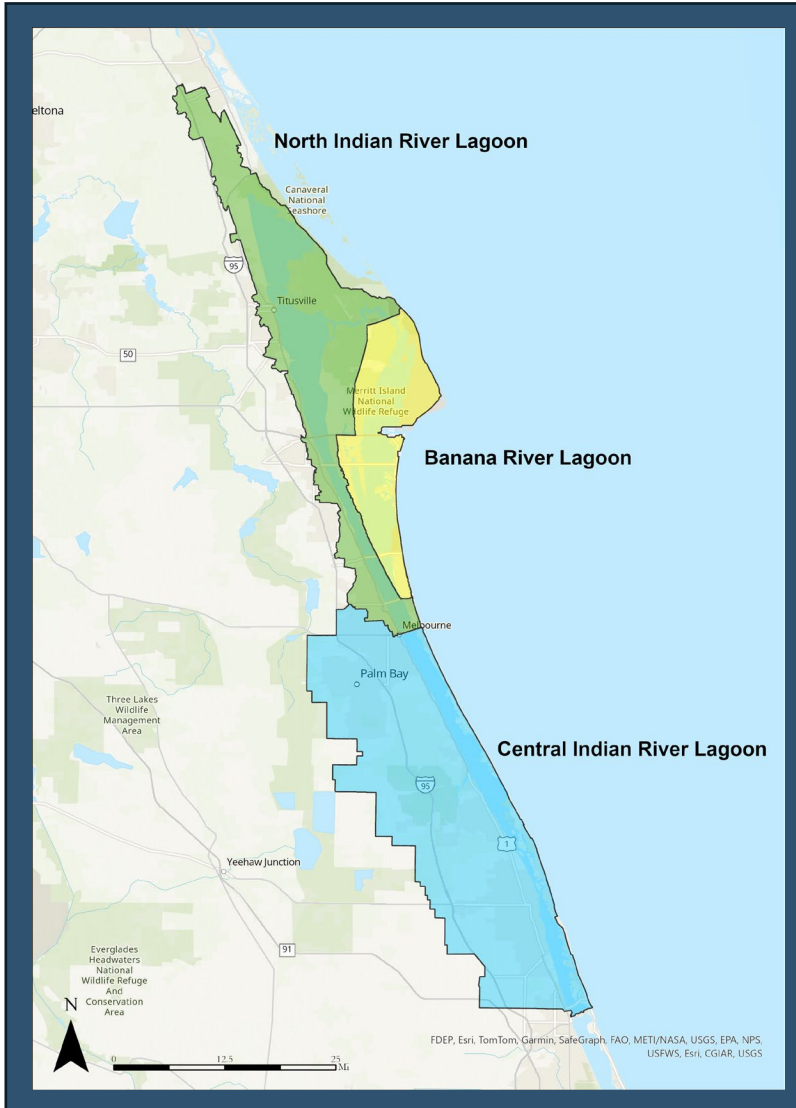 eltona
North Indian River Lagoon
Canaveral
National
Seashore
95
Titusville
50
Merritt Island
National
Wildlife Refuge
Banana River Lagoon
Melbourne
Palm Bay
Three Lakes
Wildlife
Management
Area
Central Indian River Lagoon
95
1
Yeehaw Junction
91
Everglades
Headwaters
National
Wildlife Refuge
And
Conservation
Area
N
0 12.5 25
Mi
FDEP, Esri, TomTom, Garmin, SafeGraph, FAO, METI/NASA, USGS, EPA, NPS,
USFWS, Esri, CGIAR, USGS